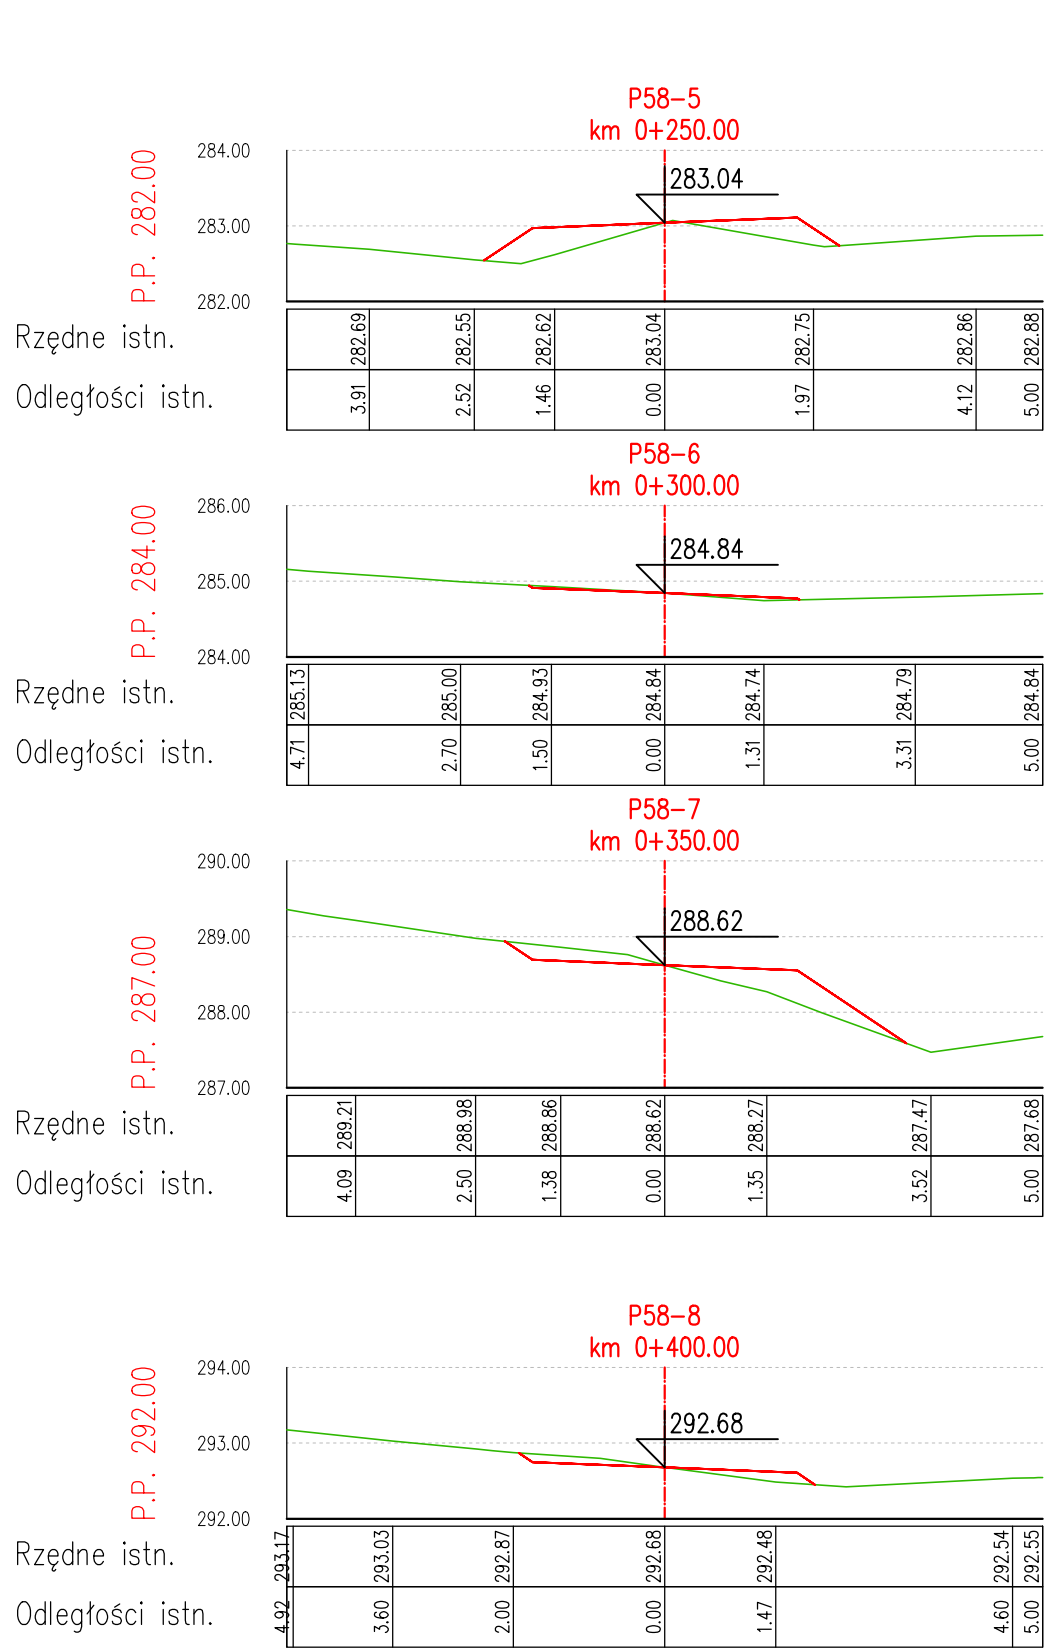 P58-5
km 0+250.00
P.P. 282.00
284.00
283.00
282.00
283.04
Rzędne istn.
282.69 282.55 282.62 283.04 282.75 282.86 282.88
Odległości istn.
3.91 2.52 1.46 0.00 1.97 4.12 5.00
P58-6
km 0+300.00
P.P. 284.00
286.00
285.00
284.00
284.84
Rzędne istn.
285.13 285.00 284.93 284.84 284.74 284.79 284.84
Odległości istn.
4.71 2.70 1.50 0.00 1.31 3.31 5.00
P58-7
km 0+350.00
P.P. 287.00
290.00
289.00
288.00
287.00
288.62
Rzędne istn.
289.21 288.98 288.86 288.62 288.27 287.47 287.68
Odległości istn.
4.09 2.50 1.38 0.00 1.35 3.52 5.00
P58-8
km 0+400.00
P.P. 292.00
294.00
293.00
292.00
292.68
Rzędne istn.
293.17 293.03 292.87 292.68 292.48 292.54 292.55
Odległości istn.
4.92 3.60 2.00 0.00 1.47 4.60 5.00